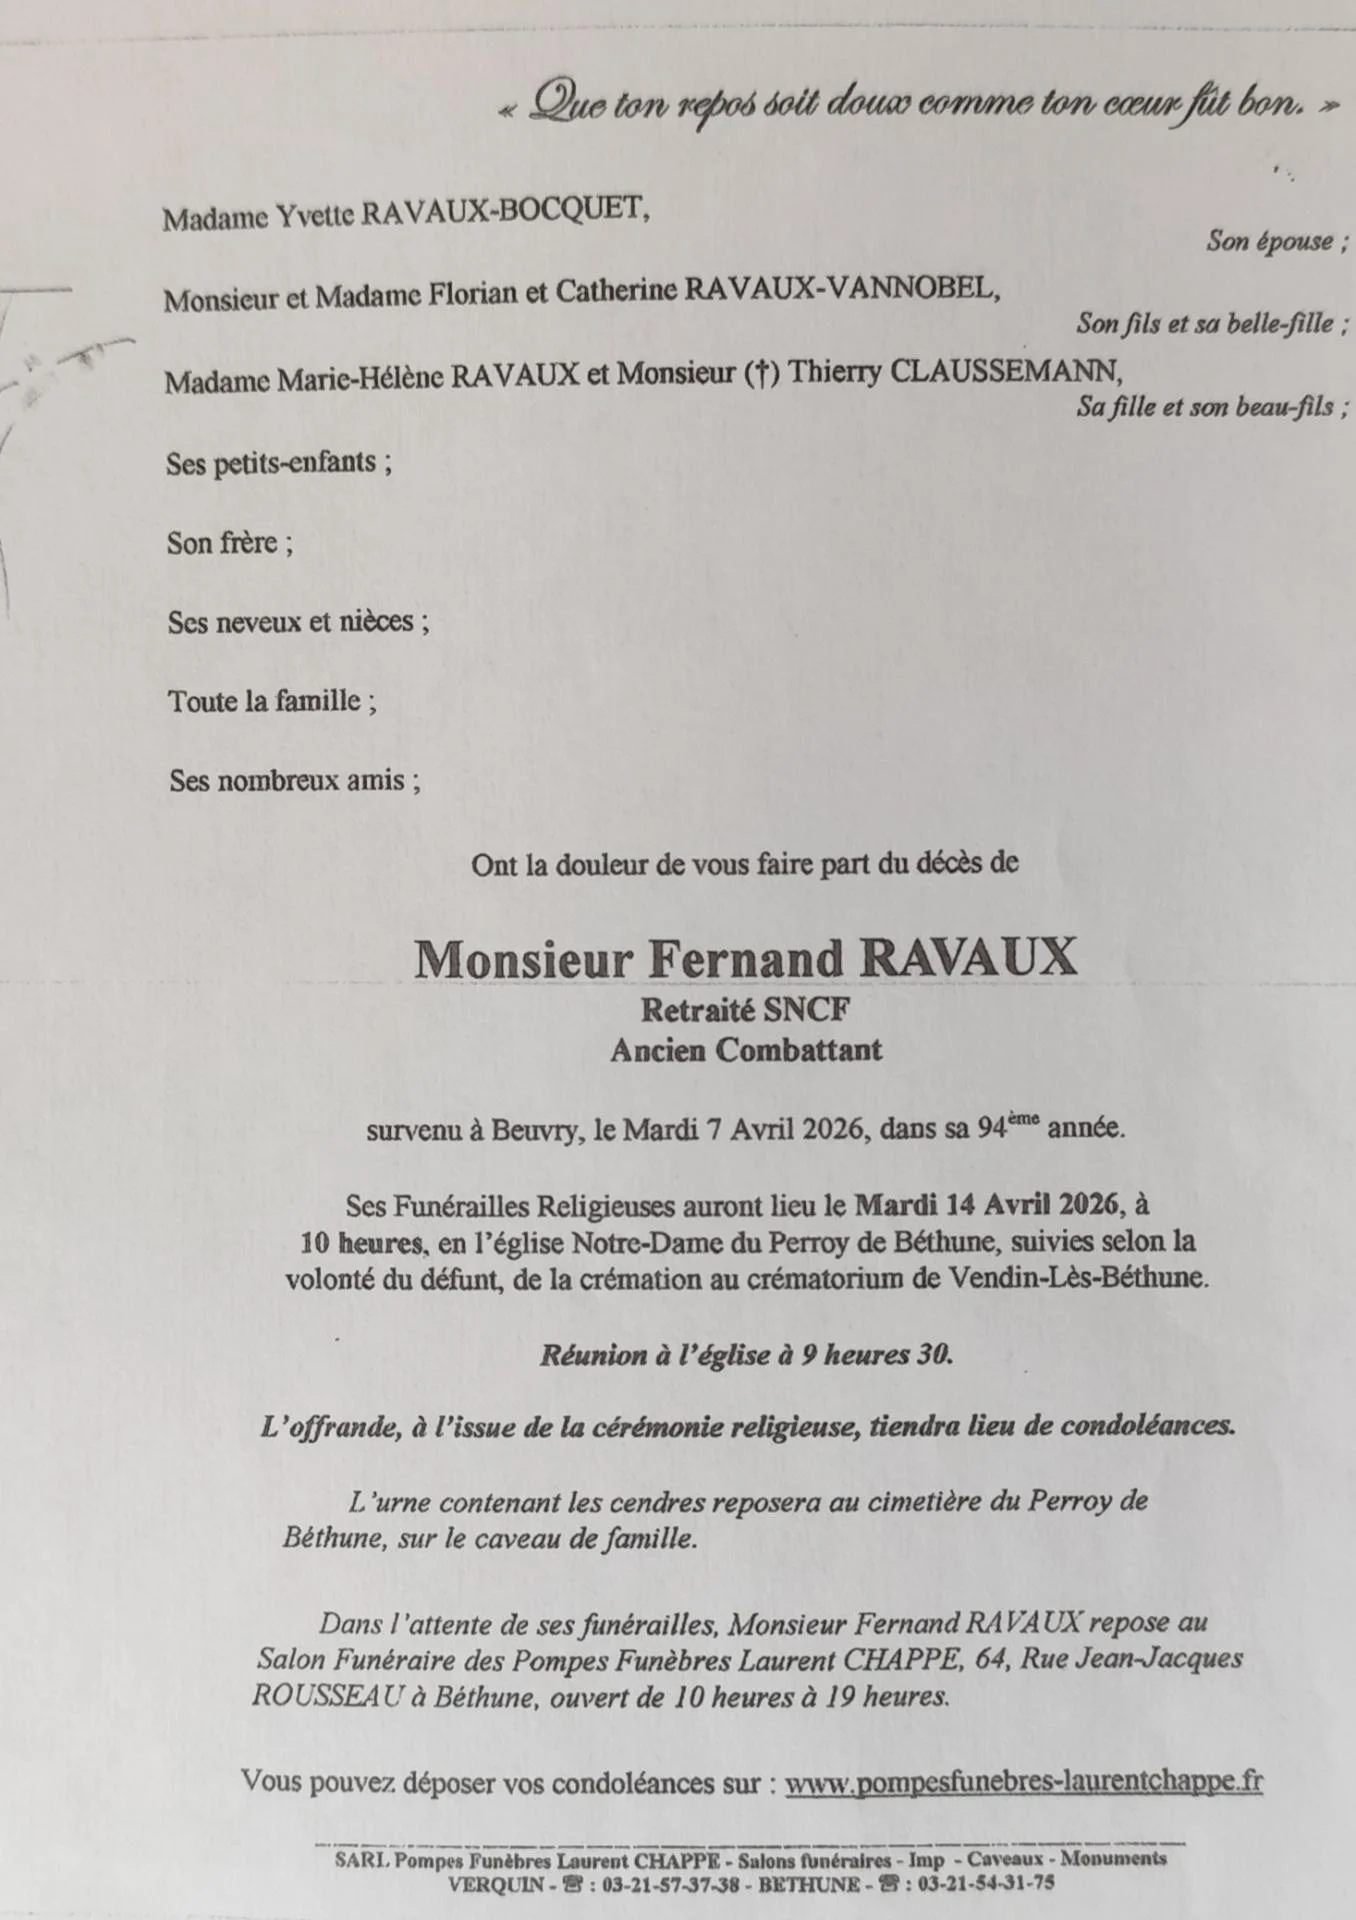 « Que ton repos soit doux comme ton cœur fût bon. »
Madame Yvette RAVAUX-BOCQUET,
Son épouse ;
Monsieur et Madame Florian et Catherine RAVAUX-VANNOBEL,
Son fils et sa belle-fille ;
Madame Marie-Hélène RAVAUX et Monsieur (†) Thierry CLAUSSEMANN,
Sa fille et son beau-fils ;
Ses petits-enfants ;
Son frère ;
Ses neveux et nièces ;
Toute la famille ;
Ses nombreux amis ;
Ont la douleur de vous faire part du décès de
Monsieur Fernand RAVAUX
Retraité SNCF
Ancien Combattant
survenu à Beuvry, le Mardi 7 Avril 2026, dans sa 94ème année.
Ses Funérailles Religieuses auront lieu le Mardi 14 Avril 2026, à
10 heures, en l'église Notre-Dame du Perroy de Béthune, suivies selon la
volonté du défunt, de la crémation au crématorium de Vendin-Lès-Béthune.
Réunion à l'église à 9 heures 30.
L'offrande, à l'issue de la cérémonie religieuse, tiendra lieu de condoléances.
L'urne contenant les cendres reposera au cimetière du Perroy de
Béthune, sur le caveau de famille.
Dans l'attente de ses funérailles, Monsieur Fernand RAVAUX repose au
Salon Funéraire des Pompes Funèbres Laurent CHAPPE, 64, Rue Jean-Jacques
ROUSSEAU à Béthune, ouvert de 10 heures à 19 heures.
Vous pouvez déposer vos condoléances sur : www.pompesfunebres-laurentchappe.fr
SARL Pompes Funèbres Laurent CHAPPE - Salons funéraires - Imp - Caveaux - Monuments
VERQUIN - ☎ : 03-21-57-37-38 - BETHUNE - ☎ : 03-21-54-31-75